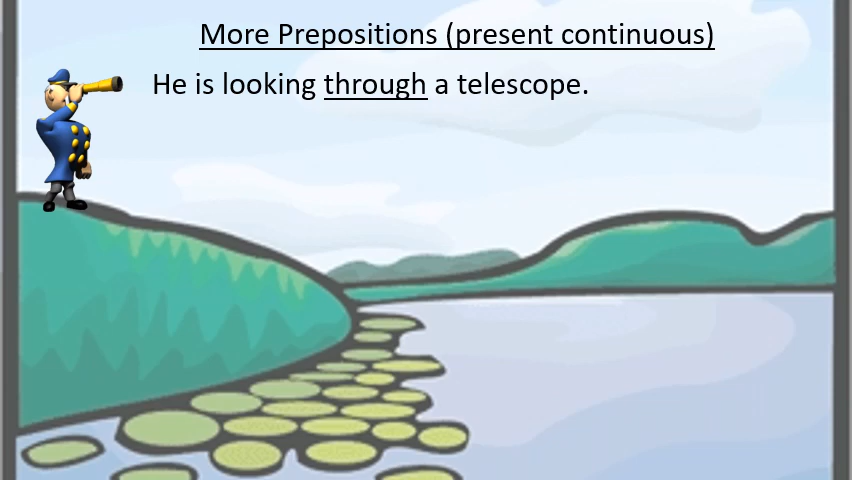 More Prepositions (present continuous)
He is looking through a telescope.